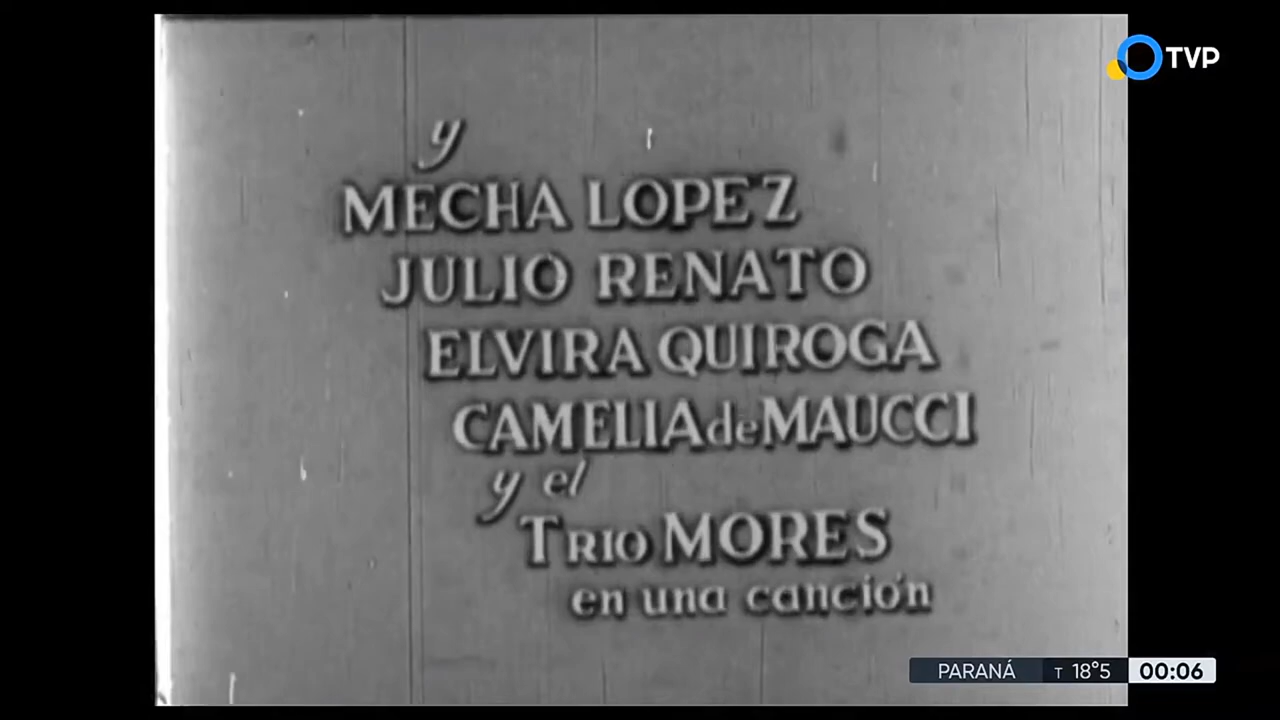 TVP
y
MECHA LOPEZ
JULIO RENATO
ELVIRA QUIROGA
CAMELIA de MAUCCI
y el
TRIO MORES
en una canción
PARANÁ T 18°5 00:06